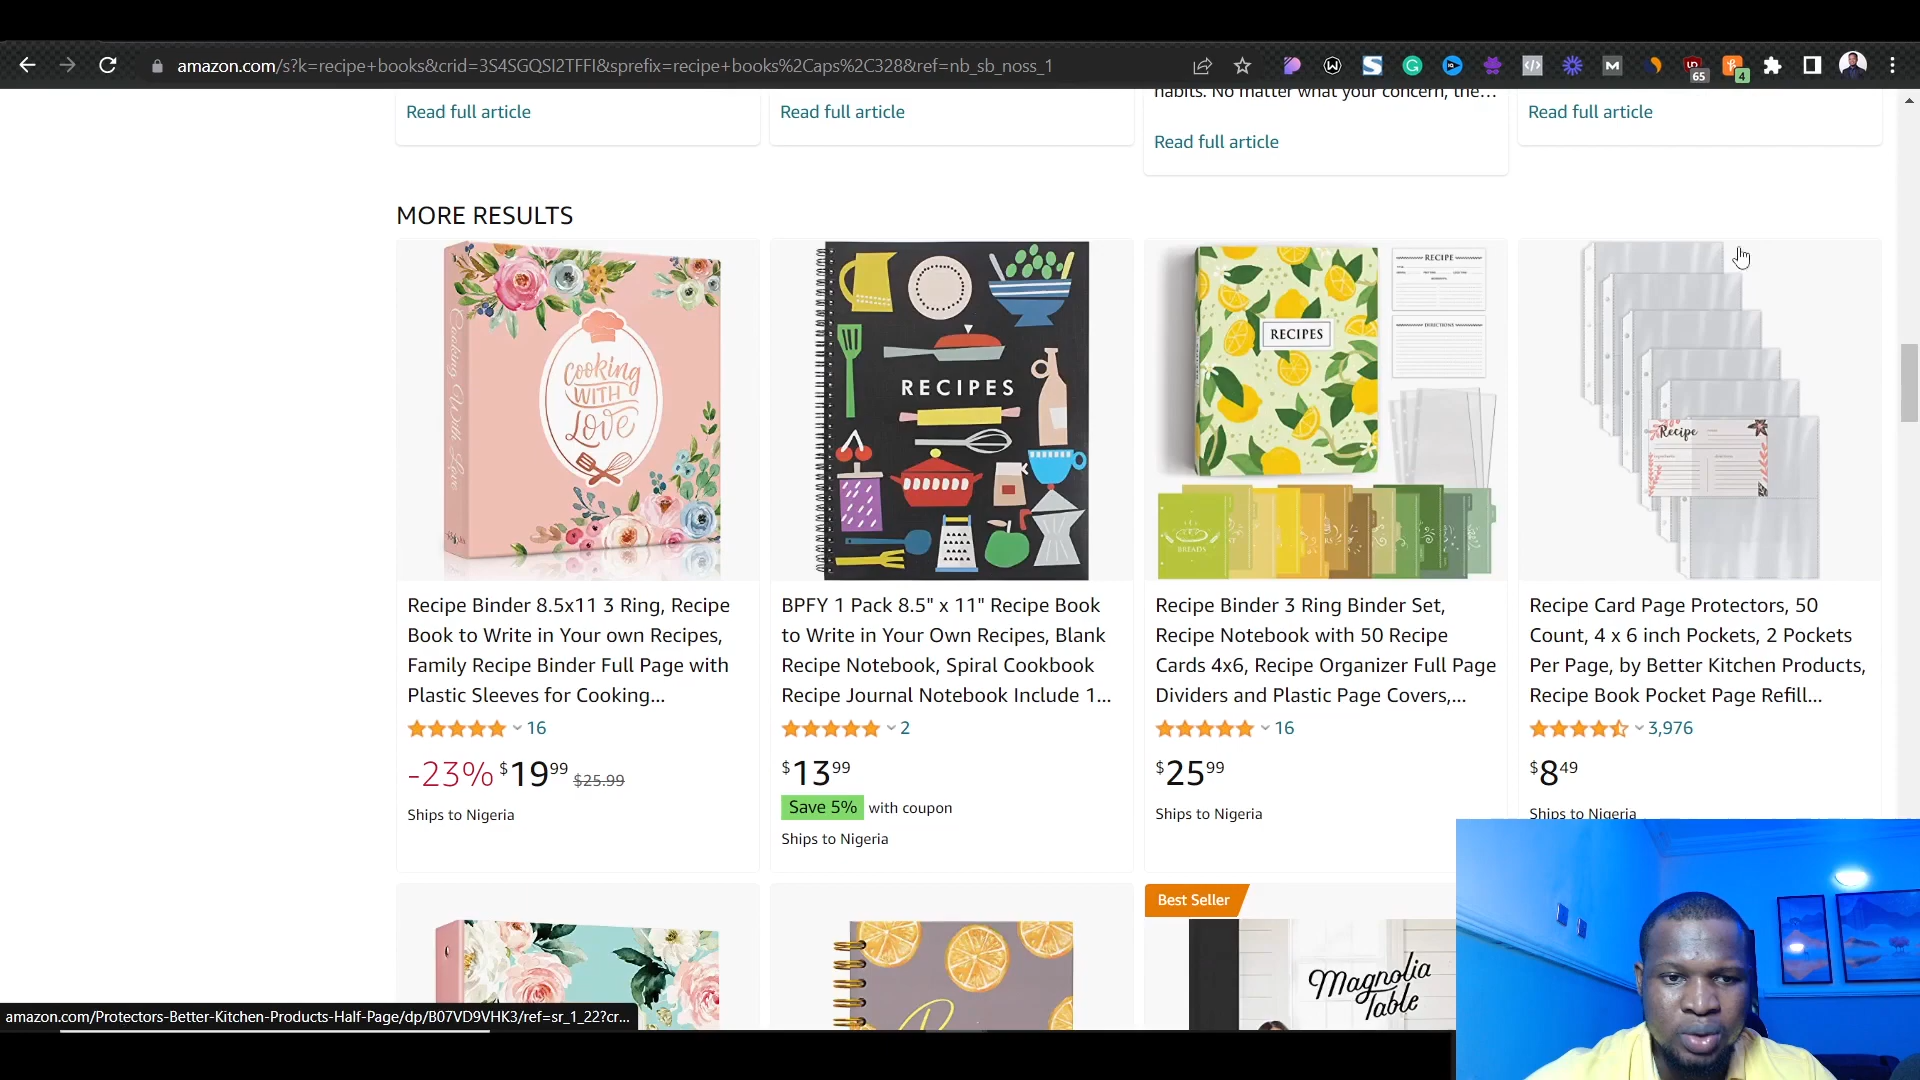 amazon.com/s?k=recipe+books&crid=3S4SGQSI2TFFI&sprefix=recipe+books%2Caps%2C328&ref=nb_sb_noss_1
65
4
habits. No matter what your concern, the...
Read full article
Read full article
Read full article
Read full article
MORE RESULTS
Cooking With Love
cooking
WITH
Love
RECIPES
RECIPES
RECIPE
DIRECTIONS
BREADS
Recipe
Recipe Binder 8.5x11 3 Ring, Recipe
Book to Write in Your own Recipes,
Family Recipe Binder Full Page with
Plastic Sleeves for Cooking...
16
-23% $19.99 $25.99
Ships to Nigeria
BPFY 1 Pack 8.5" x 11" Recipe Book
to Write in Your Own Recipes, Blank
Recipe Notebook, Spiral Cookbook
Recipe Journal Notebook Include 1...
2
$13.99
Save 5% with coupon
Ships to Nigeria
Recipe Binder 3 Ring Binder Set,
Recipe Notebook with 50 Recipe
Cards 4x6, Recipe Organizer Full Page
Dividers and Plastic Page Covers,...
16
$25.99
Ships to Nigeria
Recipe Card Page Protectors, 50
Count, 4 x 6 inch Pockets, 2 Pockets
Per Page, by Better Kitchen Products,
Recipe Book Pocket Page Refill...
3,976
$8.49
Ships to Nigeria
Best Seller
Magnolia
Table
amazon.com/Protectors-Better-Kitchen-Products-Half-Page/dp/B07VD9VHK3/ref=sr_1_22?cr...